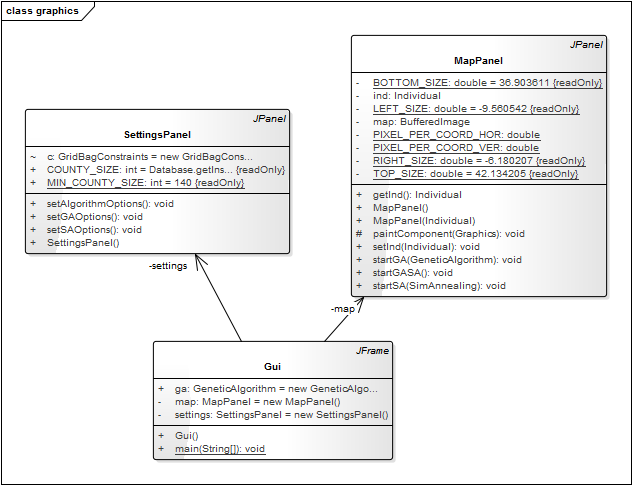 class graphics
JPanel
MapPanel
- BOTTOM_SIZE: double = 36.903611 {readOnly}
- ind: Individual
- LEFT_SIZE: double = -9.560542 {readOnly}
- map: BufferedImage
- PIXEL_PER_COORD_HOR: double
- PIXEL_PER_COORD_VER: double
- RIGHT_SIZE: double = -6.180207 {readOnly}
- TOP_SIZE: double = 42.134205 {readOnly}
+ getInd(): Individual
+ MapPanel()
+ MapPanel(Individual)
# paintComponent(Graphics): void
+ setInd(Individual): void
+ startGA(GeneticAlgorithm): void
+ startGASA(): void
+ startSA(SimAnnealing): void
JPanel
SettingsPanel
~ c: GridBagConstraints = new GridBagCons...
+ COUNTY_SIZE: int = Database.getIns... {readOnly}
+ MIN_COUNTY_SIZE: int = 140 {readOnly}
+ setAlgorithmOptions(): void
+ setGAOptions(): void
+ setSAOptions(): void
+ SettingsPanel()
-settings
-map
JFrame
Gui
+ ga: GeneticAlgorithm = new GeneticAlgo...
- map: MapPanel = new MapPanel()
- settings: SettingsPanel = new SettingsPanel()
+ Gui()
+ main(String[]): void